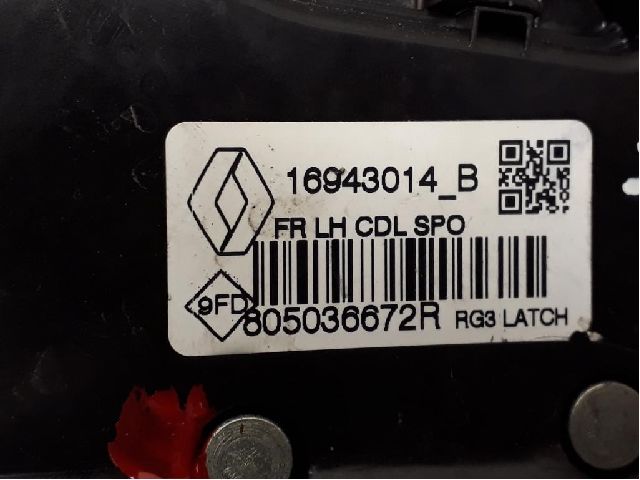 16943014_B
FR LH CDL SPO
9FD
805036672R RG3 LATCH